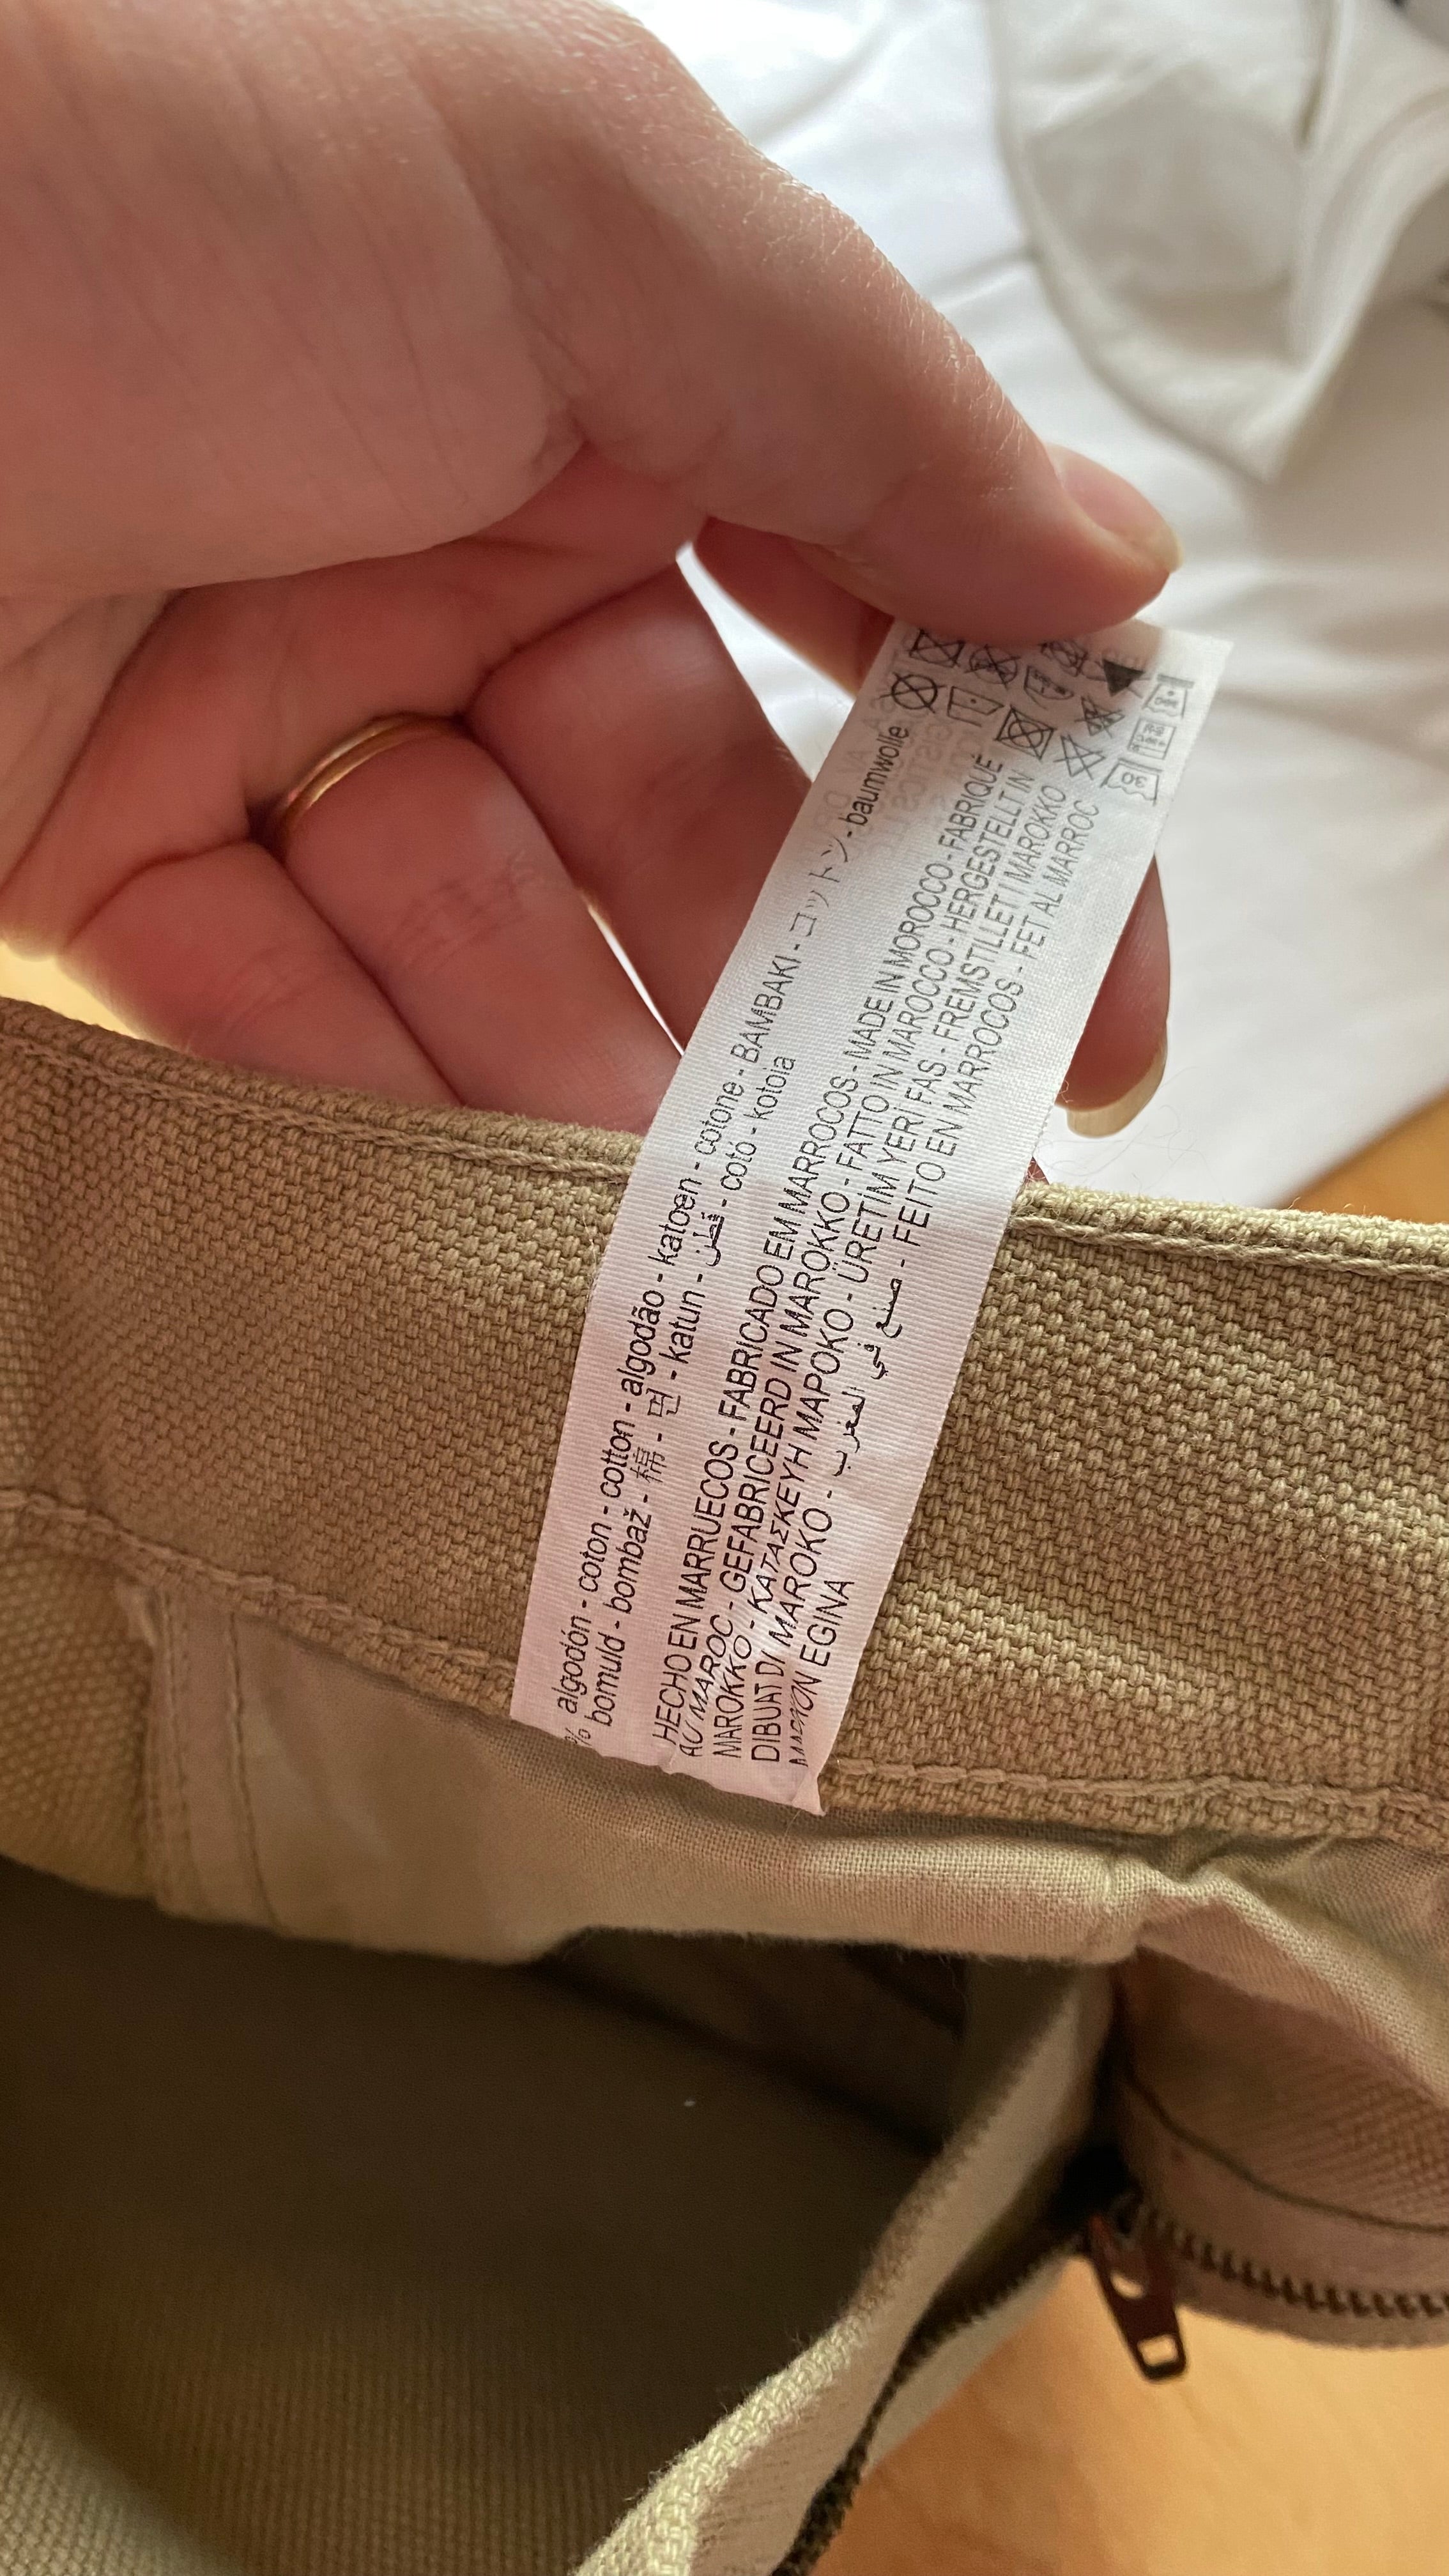 % algodón - coton - cotton - algodão - katoen - cotone - BAMBAKI - コットン - baumwolle
bomuld - bombaž - 棉 - 면 - katun - قطن - cotó - kotoia
HECHO EN MARRUECOS - FABRICADO EM MARROCOS - MADE IN MOROCCO - FABRIQUÉ
AU MAROC - GEFABRICEERD IN MAROKKO - FATTO IN MAROCCO - HERGESTELLT IN
MAROKKO - ΚΑΤΑΣΚΕΥΗ ΜΑΡΟΚΟ - ÜRETİM YERİ FAS - FREMSTILLET I MAROKKO
DIBUAT DI MAROKO - صنع في المغرب - FEITO EN MARROCOS - FET AL MARROC
EGINA
30